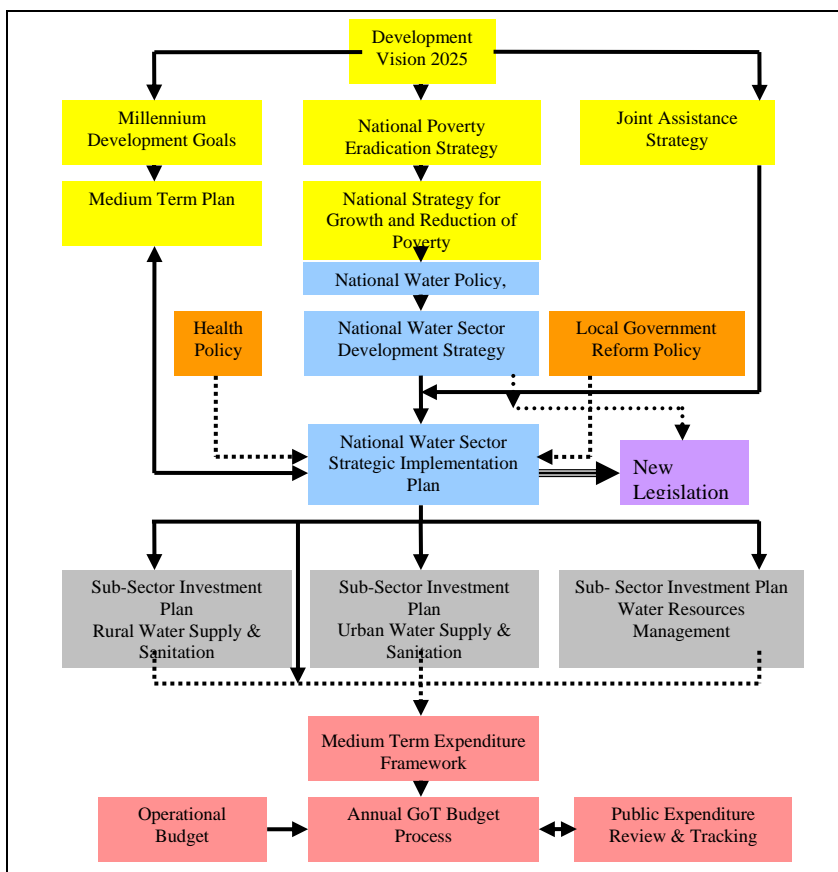 Development
Vision 2025
Millennium
Development Goals
National Poverty
Eradication Strategy
Joint Assistance
Strategy
Medium Term Plan
National Strategy for
Growth and Reduction of
Poverty
National Water Policy,
Health
Policy
National Water Sector
Development Strategy
Local Government
Reform Policy
National Water Sector
Strategic Implementation
Plan
New
Legislation
Sub-Sector Investment
Plan
Rural Water Supply &
Sanitation
Sub-Sector Investment
Plan
Urban Water Supply &
Sanitation
Sub- Sector Investment Plan
Water Resources
Management
Medium Term Expenditure
Framework
Operational
Budget
Annual GoT Budget
Process
Public Expenditure
Review & Tracking